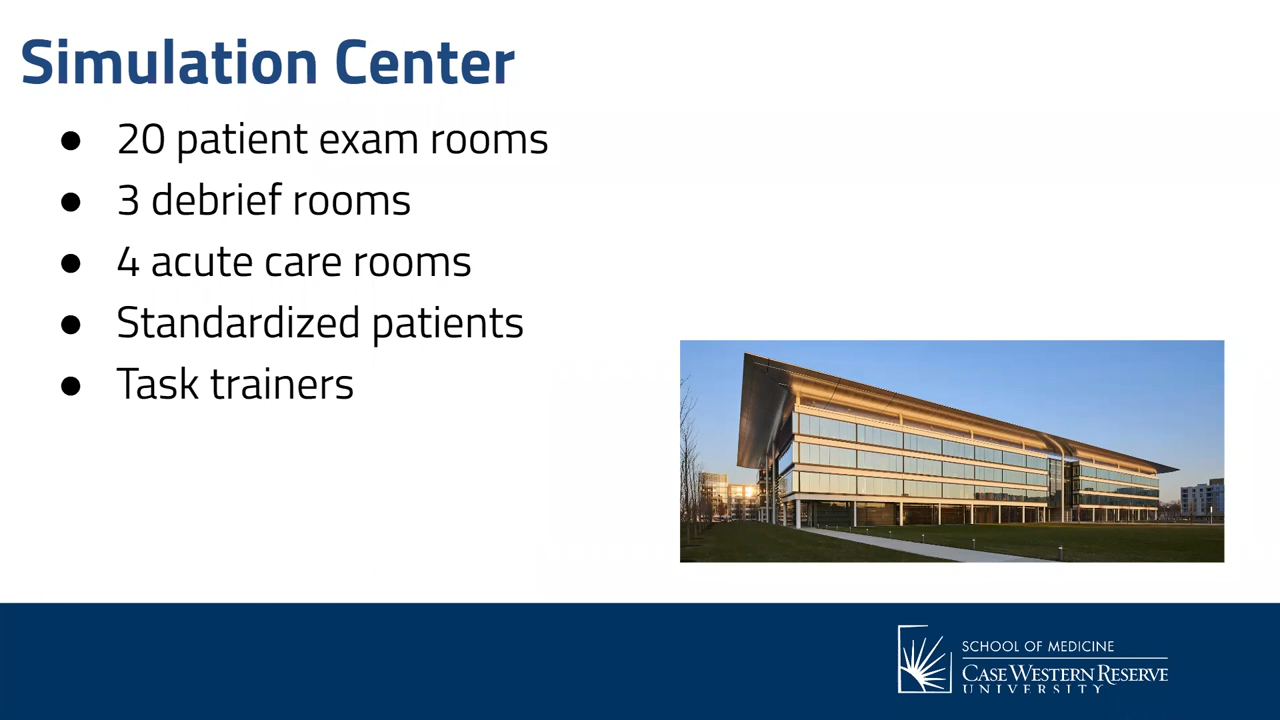 Simulation Center
● 20 patient exam rooms
● 3 debrief rooms
● 4 acute care rooms
● Standardized patients
● Task trainers
SCHOOL OF MEDICINE
CASE WESTERN RESERVE
UNIVERSITY